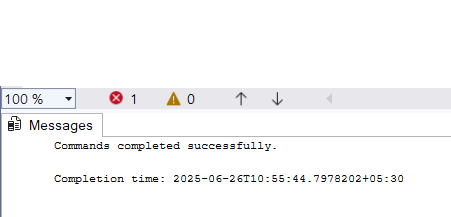 100 %
1
0
Messages
Commands completed successfully.
Completion time: 2025-06-26T10:55:44.7978202+05:30